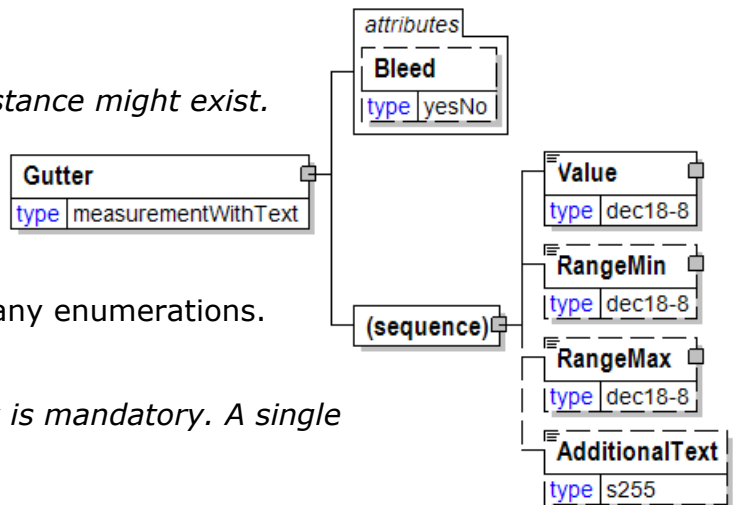 attributes
Bleed
type yesNo
stance might exist.
Gutter
type measurementWithText
Value
type dec18-8
RangeMin
type dec18-8
any enumerations.
(sequence)
RangeMax
type dec18-8
is mandatory. A single
AdditionalText
type s255